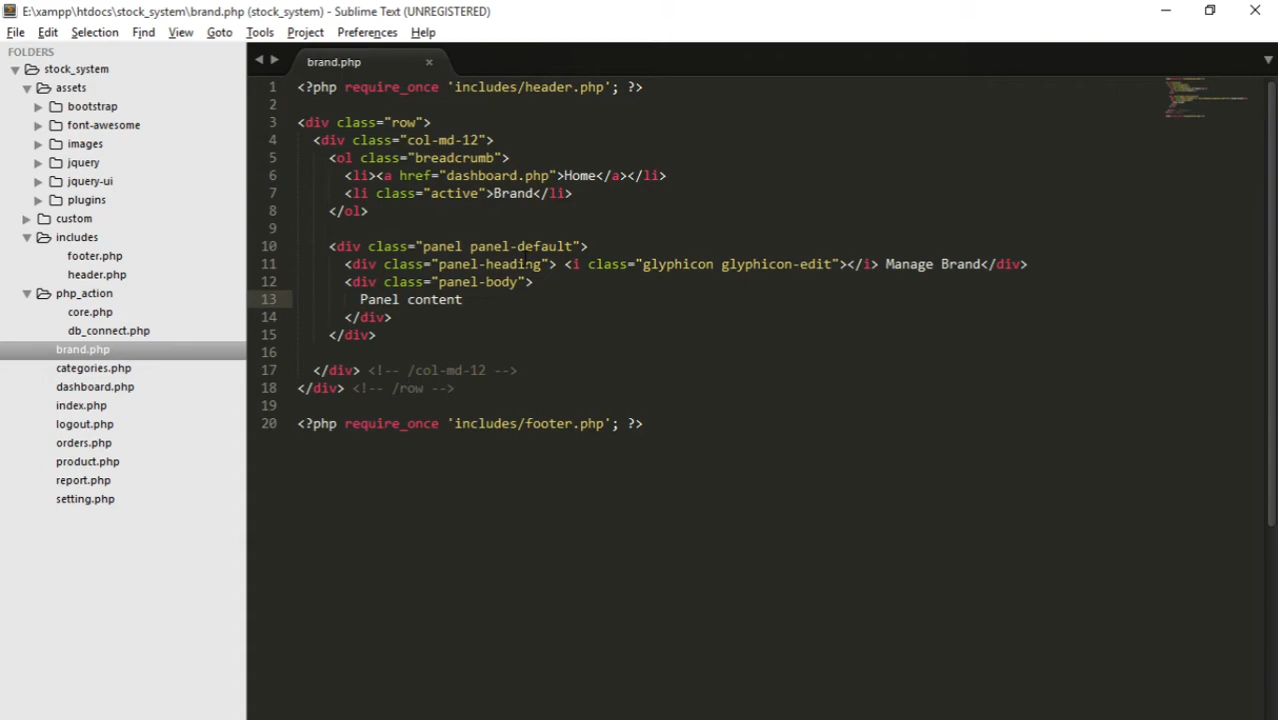 E:\xampp\htdocs\stock_system\brand.php (stock_system) - Sublime Text (UNREGISTERED)
File Edit Selection Find View Goto Tools Project Preferences Help
FOLDERS
stock_system
assets
bootstrap
font-awesome
images
jquery
jquery-ui
plugins
custom
includes
footer.php
header.php
php_action
core.php
db_connect.php
brand.php
categories.php
dashboard.php
index.php
logout.php
orders.php
product.php
report.php
setting.php
brand.php
1 <?php require_once 'includes/header.php'; ?>
2
3 <div class="row">
4 <div class="col-md-12">
5 <ol class="breadcrumb">
6 <li><a href="dashboard.php">Home</a></li>
7 <li class="active">Brand</li>
8 </ol>
9
10 <div class="panel panel-default">
11 <div class="panel-heading"> <i class="glyphicon glyphicon-edit"></i> Manage Brand</div>
12 <div class="panel-body">
13 Panel content
14 </div>
15 </div>
16
17 </div> <!-- /col-md-12 -->
18 </div> <!-- /row -->
19
20 <?php require_once 'includes/footer.php'; ?>